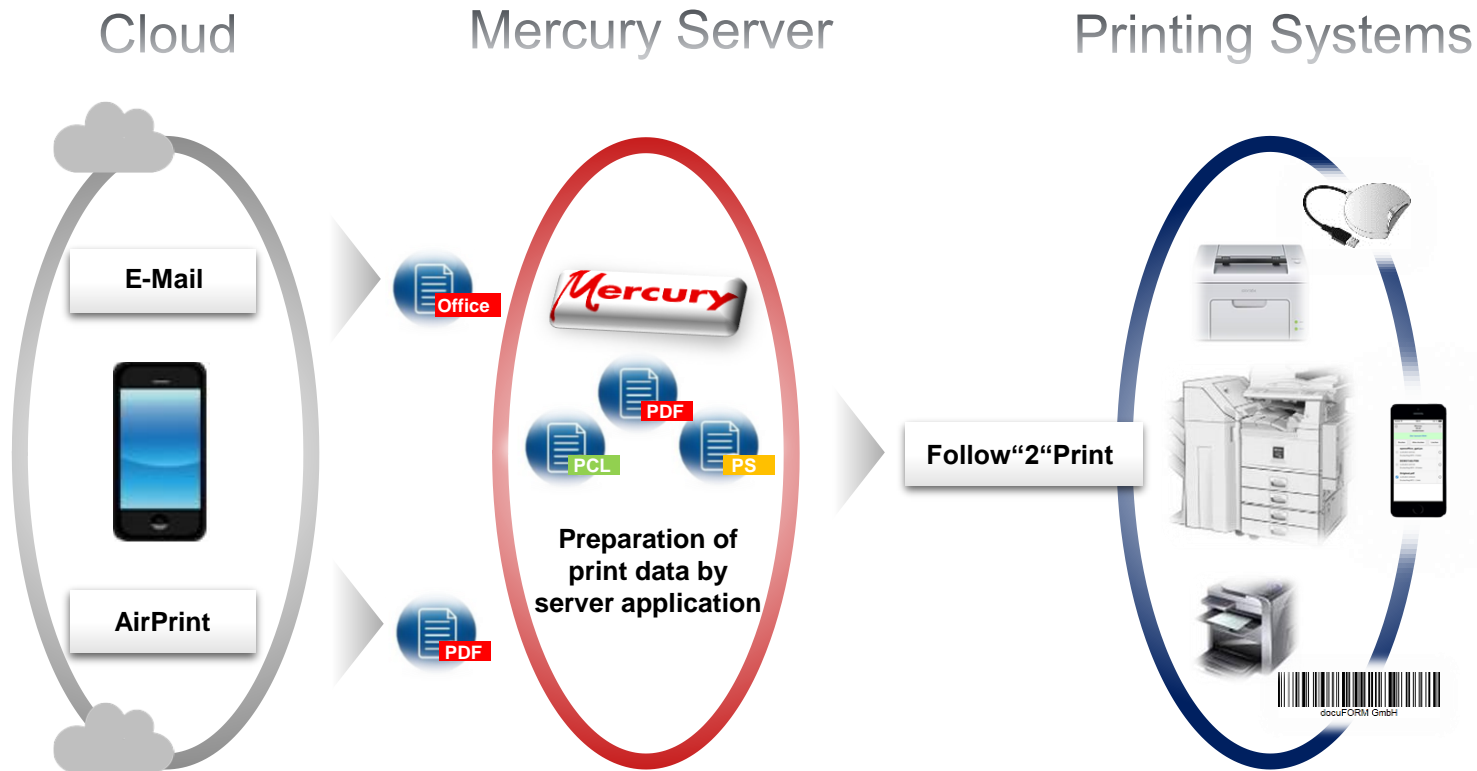 Cloud
Mercury Server
Printing Systems
E-Mail
Office
Mercury
PDF
PCL
PS
Follow“2“Print
Preparation of
print data by
server application
AirPrint
PDF
docuFORM GmbH